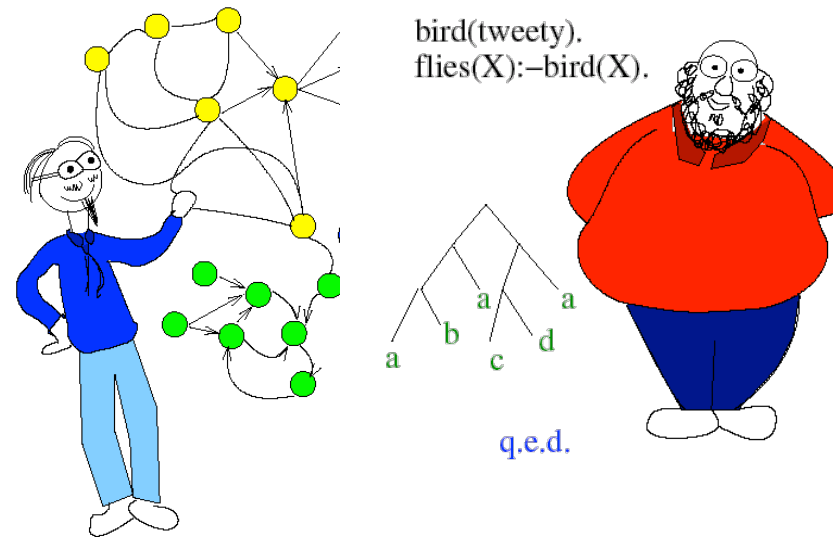 bird(tweety).
flies(X):–bird(X).
a
a
b
d
a
c
q.e.d.